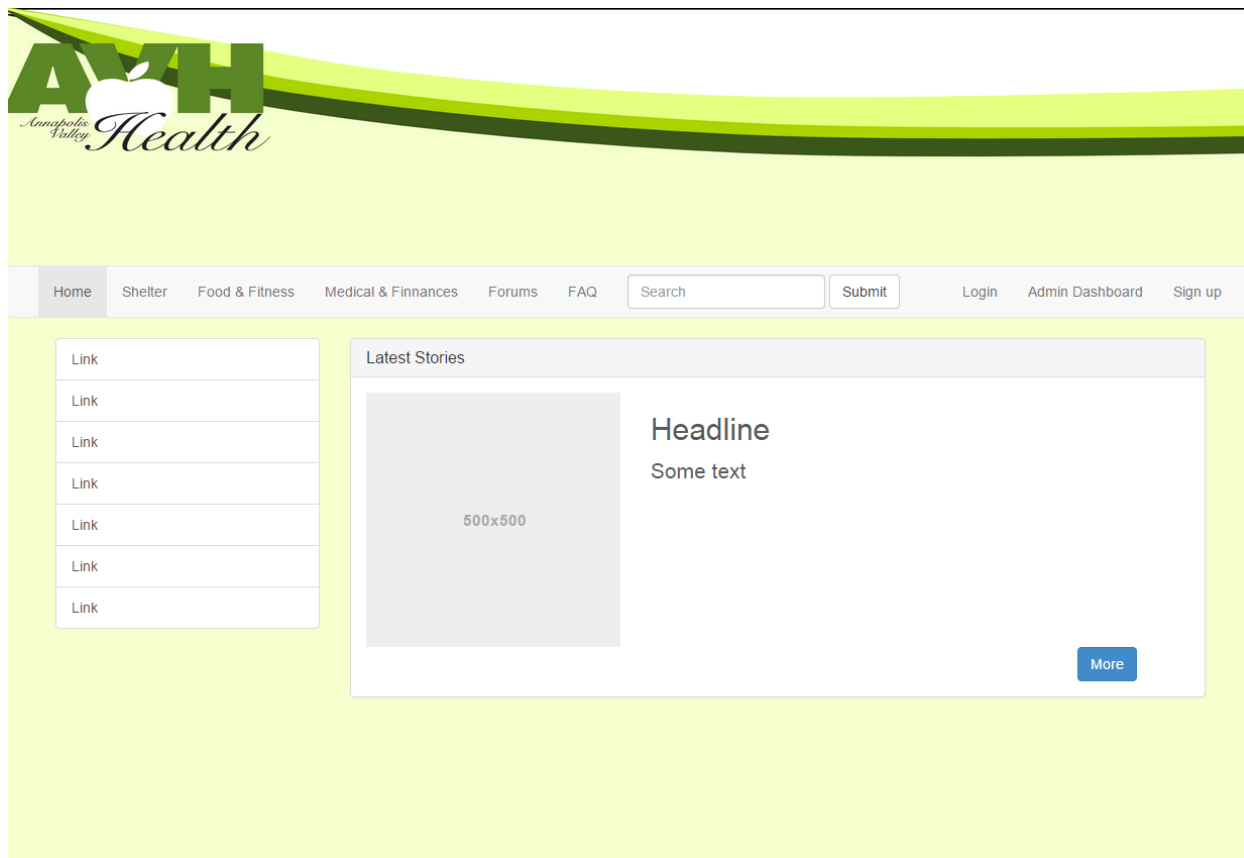 AVH
Annapolis
Valley
Health
Home Shelter Food & Fitness Medical & Finnances Forums FAQ Search Submit Login Admin Dashboard Sign up
Link
Link
Link
Link
Link
Link
Link
Latest Stories
500x500
Headline
Some text
More